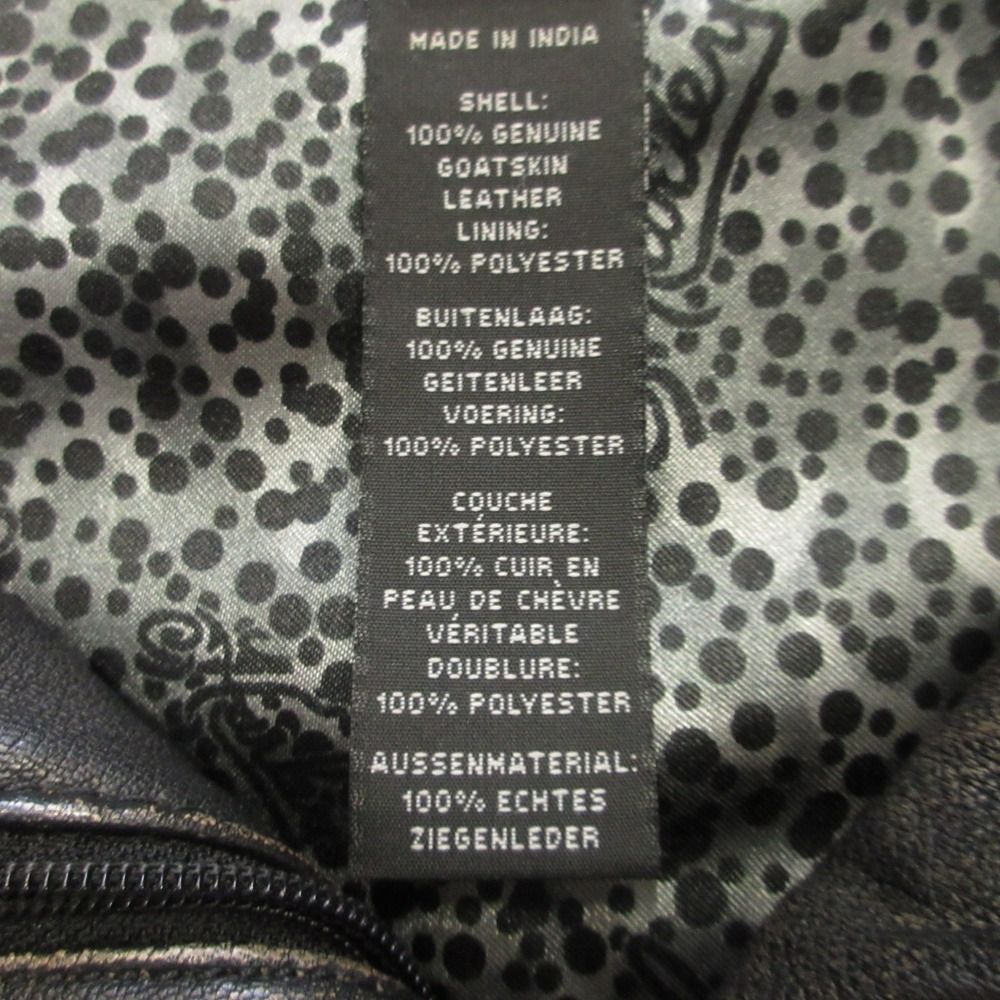 MADE IN INDIA
SHELL:
100% GENUINE
GOATSKIN
LEATHER
LINING:
100% POLYESTER
BUITENLAAG:
100% GENUINE
GEITENLEER
VOERING:
100% POLYESTER
COUCHE
EXTÉRIEURE:
100% CUIR EN
PEAU DE CHÈVRE
VÉRITABLE
DOUBLURE:
100% POLYESTER
AUSSENMATERIAL:
100% ECHTES
ZIEGENLEDER